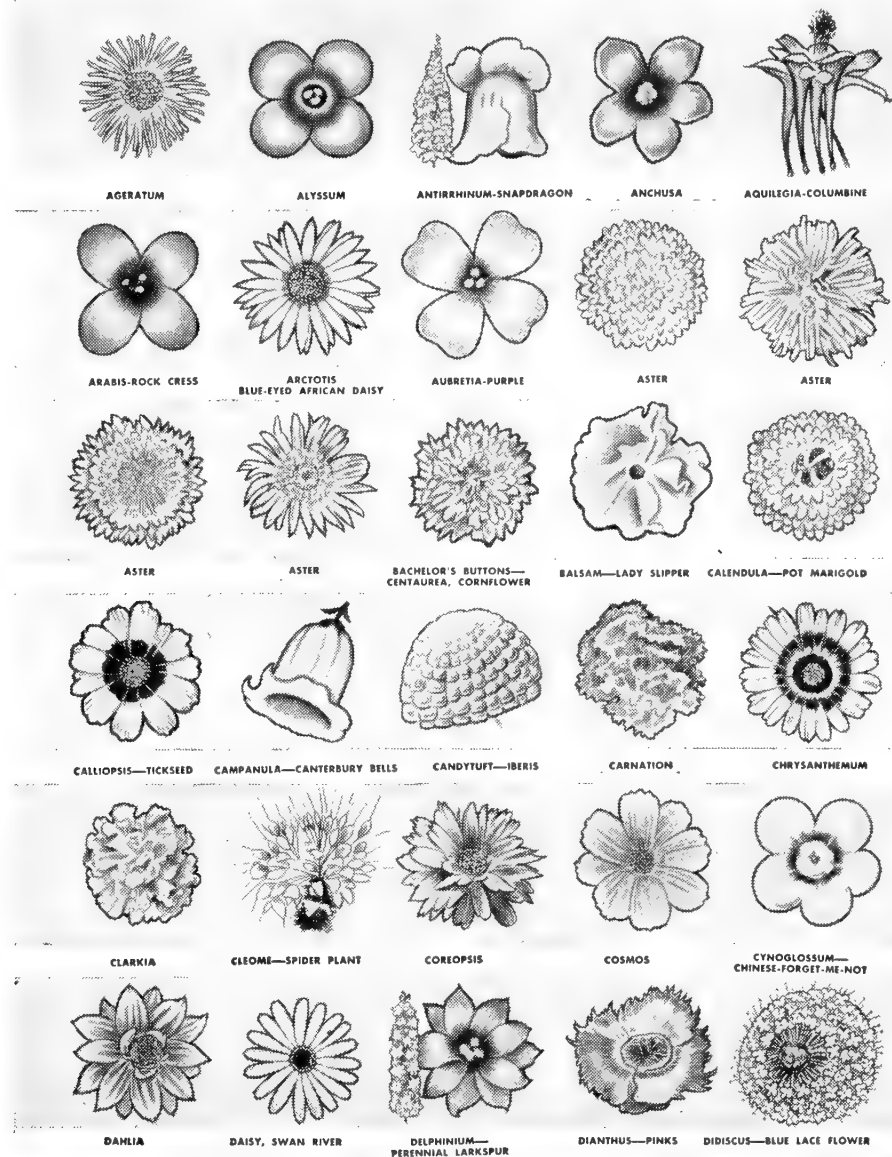 AGERATUM
ALYSSUM
ANTIRRHINUM-SNAPDRAGON
ANCHUSA
AQUILEGIA-COLUMBINE
ARABIS-ROCK CRESS
ARCTOTIS
BLUE-EYED AFRICAN DAISY
AUBRETIA-PURPLE
ASTER
ASTER
ASTER
ASTER
BACHELOR'S BUTTONS—
CENTAUREA, CORNFLOWER
BALSAM—LADY SLIPPER
CALENDULA—POT MARIGOLD
CALLIOPSIS—TICKSEED
CAMPANULA—CANTERBURY BELLS
CANDYTUFT—IBERIS
CARNATION
CHRYSANTHEMUM
CLARKIA
CLEOME—SPIDER PLANT
COREOPSIS
COSMOS
CYNOGLOSSUM—
CHINESE-FORGET-ME-NOT
DAHLIA
DAISY, SWAN RIVER
DELPHINIUM—
PERENNIAL LARKSPUR
DIANTHUS—PINKS
DIDISCUS—BLUE LACE FLOWER